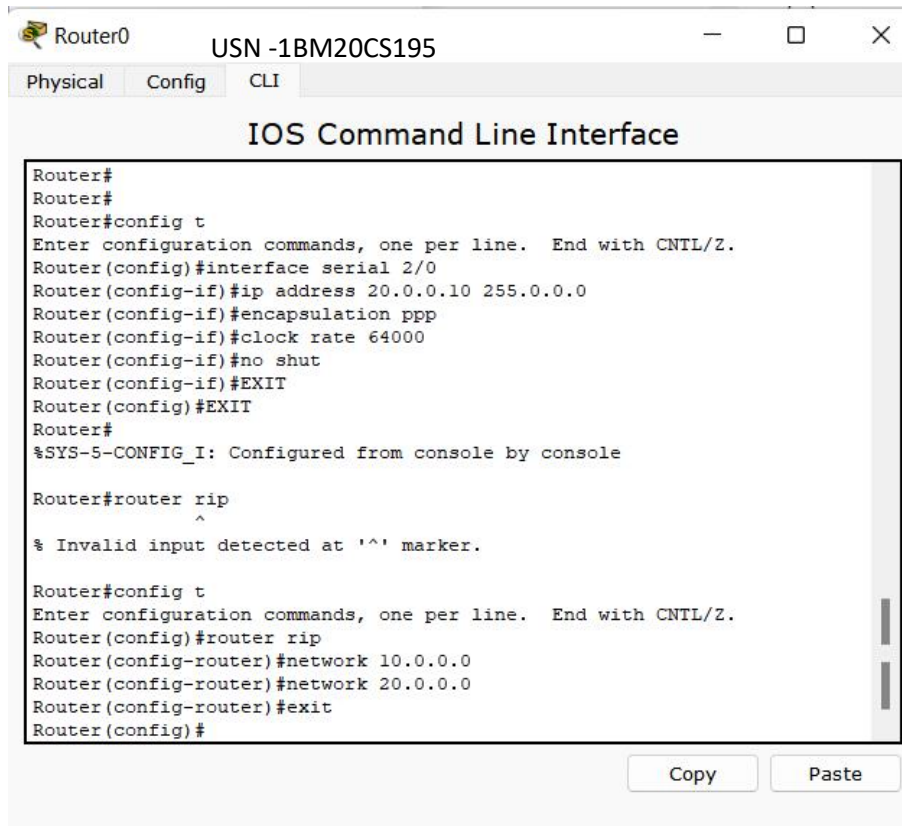 Router0
USN -1BM20CS195
Physical Config CLI
IOS Command Line Interface
Router#
Router#
Router#config t
Enter configuration commands, one per line.  End with CNTL/Z.
Router(config)#interface serial 2/0
Router(config-if)#ip address 20.0.0.10 255.0.0.0
Router(config-if)#encapsulation ppp
Router(config-if)#clock rate 64000
Router(config-if)#no shut
Router(config-if)#EXIT
Router(config)#EXIT
Router#
%SYS-5-CONFIG_I: Configured from console by console
Router#router rip
^
% Invalid input detected at '^' marker.
Router#config t
Enter configuration commands, one per line.  End with CNTL/Z.
Router(config)#router rip
Router(config-router)#network 10.0.0.0
Router(config-router)#network 20.0.0.0
Router(config-router)#exit
Router(config)#
Copy Paste